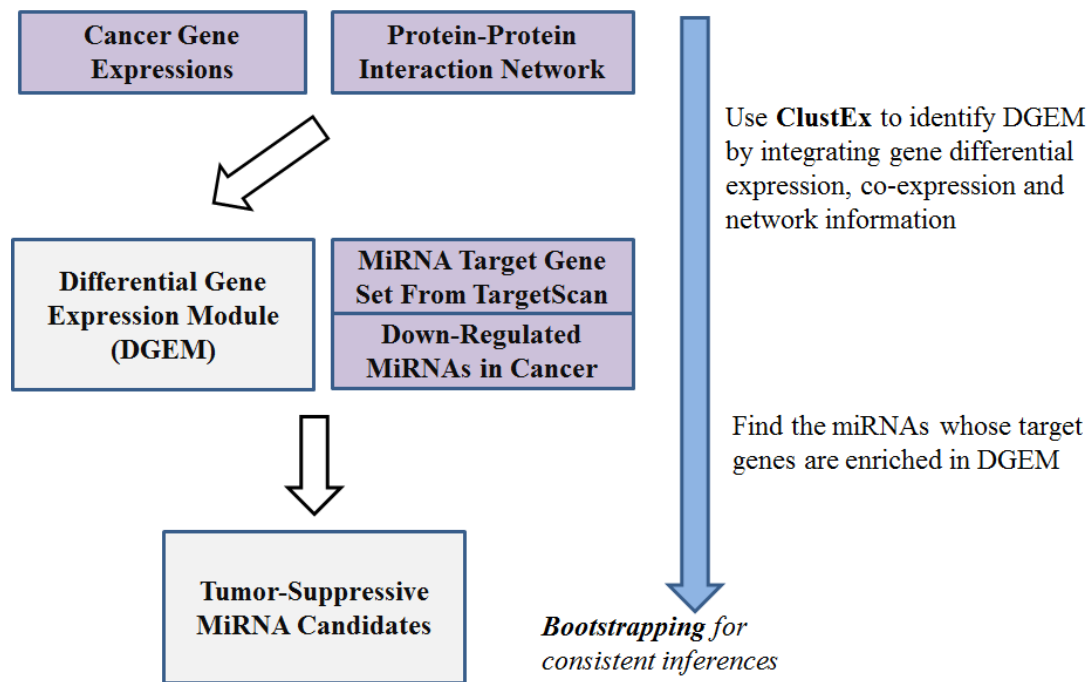 Cancer Gene
Expressions
Protein-Protein
Interaction Network
Use ClustEx to identify DGEM
by integrating gene differential
expression, co-expression and
network information
Differential Gene
Expression Module
(DGEM)
MiRNA Target Gene
Set From TargetScan
Down-Regulated
MiRNAs in Cancer
Find the miRNAs whose target
genes are enriched in DGEM
Tumor-Suppressive
MiRNA Candidates
Bootstrapping for
consistent inferences